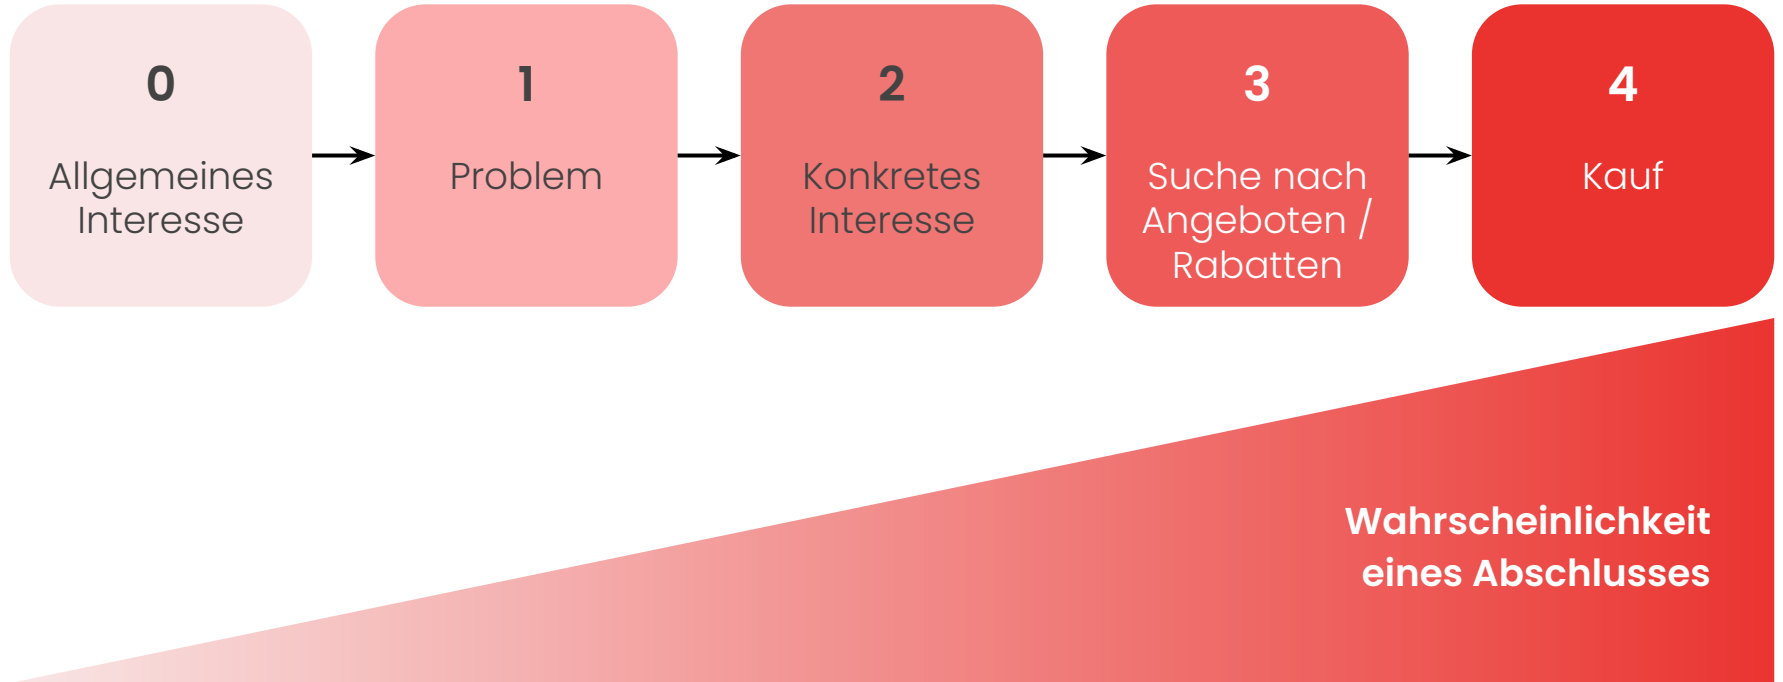 0
Allgemeines
Interesse
1
Problem
2
Konkretes
Interesse
3
Suche nach
Angeboten /
Rabatten
4
Kauf
Wahrscheinlichkeit
eines Abschlusses